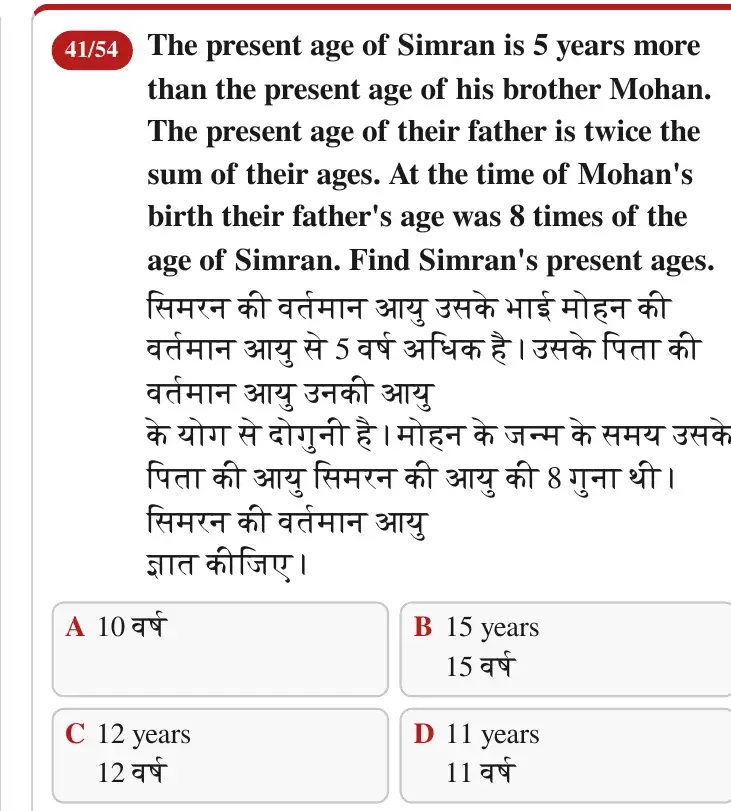 41/54 The present age of Simran is 5 years more
than the present age of his brother Mohan.
The present age of their father is twice the
sum of their ages. At the time of Mohan's
birth their father's age was 8 times of the
age of Simran. Find Simran's present ages.
सिमरन की वर्तमान आयु उसके भाई मोहन की
वर्तमान आयु से 5 वर्ष अधिक है। उसके पिता की
वर्तमान आयु उनकी आयु
के योग से दोगुनी है। मोहन के जन्म के समय उसके
पिता की आयु सिमरन की आयु की 8 गुना थी।
सिमरन की वर्तमान आयु
ज्ञात कीजिए।
A 10 वर्ष
B 15 years
15 वर्ष
C 12 years
12 वर्ष
D 11 years
11 वर्ष